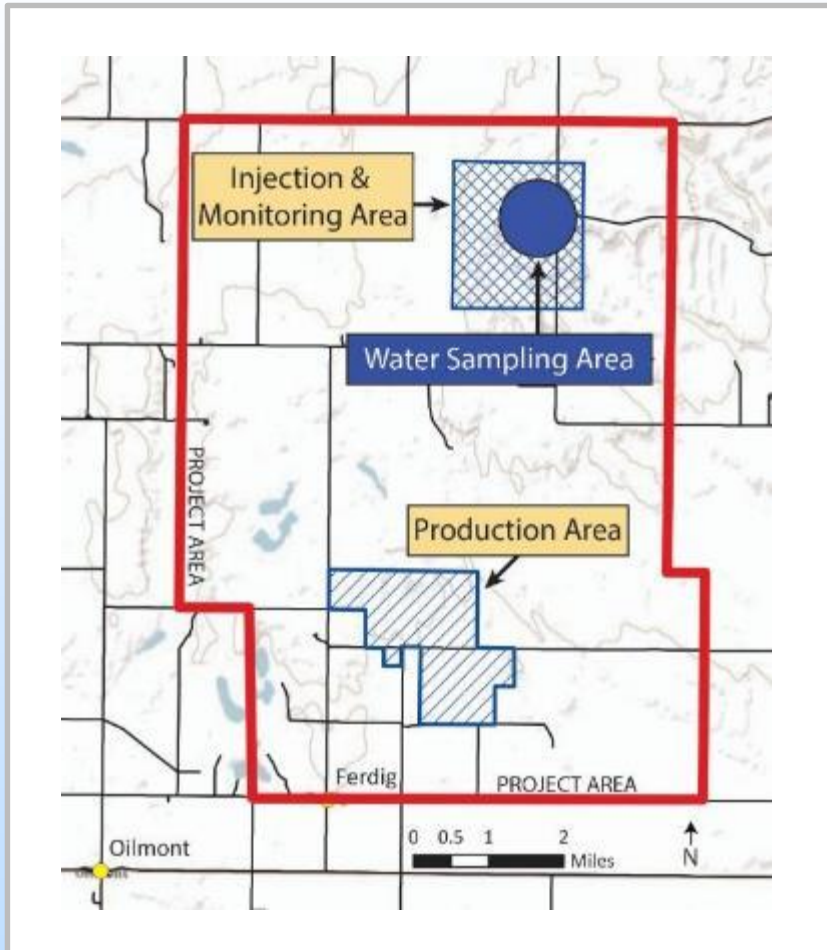 Injection &
Monitoring Area
Water Sampling Area
PROJECT AREA
Production Area
Ferdig
PROJECT AREA
Oilmont
0 0.5 1 2
Miles
N